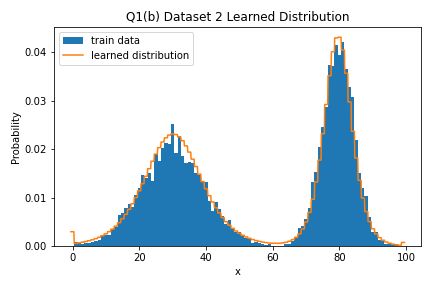 Q1(b) Dataset 2 Learned Distribution
train data
learned distribution
Probability
0.04
0.03
0.02
0.01
0.00
0 20 40 60 80 100
x